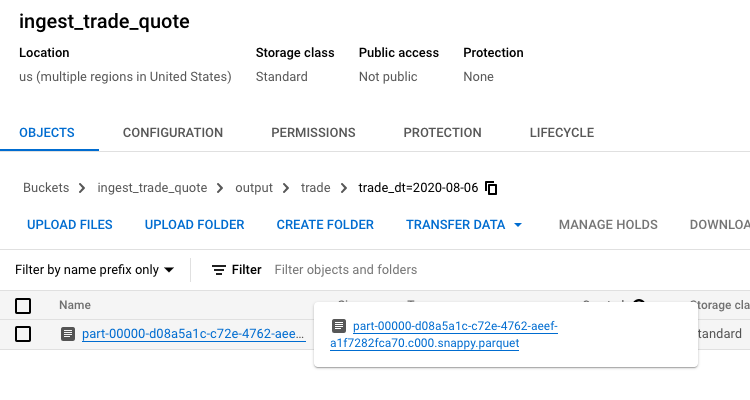 ingest_trade_quote
Location Storage class Public access Protection
us (multiple regions in United States) Standard Not public None
OBJECTS CONFIGURATION PERMISSIONS PROTECTION LIFECYCLE
Buckets > ingest_trade_quote > output > trade > trade_dt=2020-08-06
UPLOAD FILES UPLOAD FOLDER CREATE FOLDER TRANSFER DATA MANAGE HOLDS DOWNLOA
Filter by name prefix only Filter Filter objects and folders
Name Storage cla
part-00000-d08a5a1c-c72e-4762-aee... tandard
part-00000-d08a5a1c-c72e-4762-aeef-
a1f7282fca70.c000.snappy.parquet